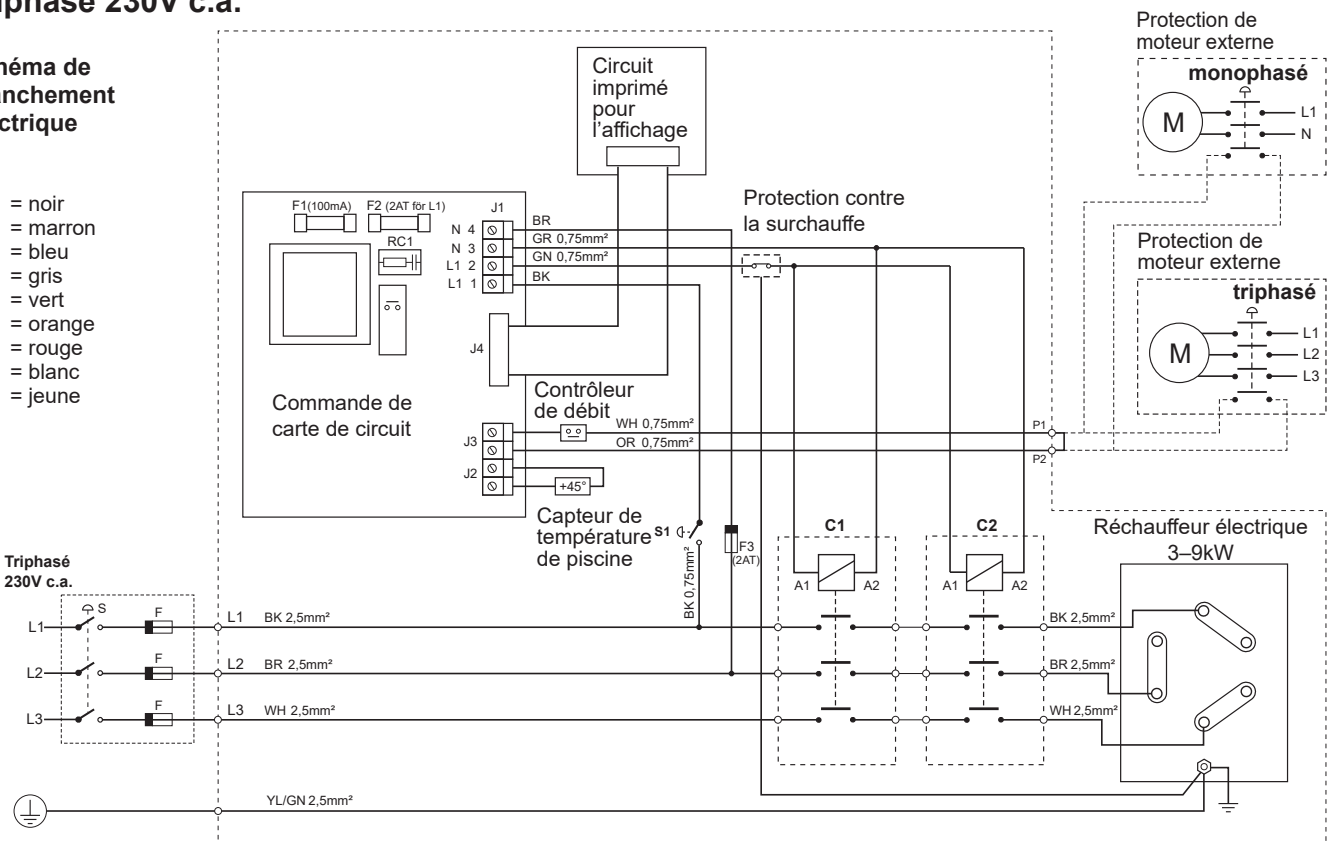 230V c.a.
Protection de
moteur externe
monophasé
M
L1
N
Circuit
imprimé
pour
l'affichage
= noir
= marron
= bleu
= gris
= vert
= orange
= rouge
= blanc
= jeune
F1(100mA)
F2 (2AT för L1)
J1
N 4
N 3
L1 2
L1 1
RC1
BR
GR 0,75mm²
GN 0,75mm²
BK
Protection contre
la surchauffe
J4
Commande de
carte de circuit
Contrôleur
de débit
J3
J2
WH 0,75mm²
OR 0,75mm²
+45°
P1
P2
Protection de
moteur externe
triphasé
M
L1
L2
L3
Capteur de
température
de piscine
S1
BK 0,75mm²
F3
(2AT)
C1
A1
A2
C2
A1
A2
Réchauffeur électrique
3–9kW
Triphasé
230V c.a.
S
L1
F
L1
BK 2,5mm²
BK 2,5mm²
L2
F
L2
BR 2,5mm²
BR 2,5mm²
L3
F
L3
WH 2,5mm²
WH 2,5mm²
YL/GN 2,5mm²